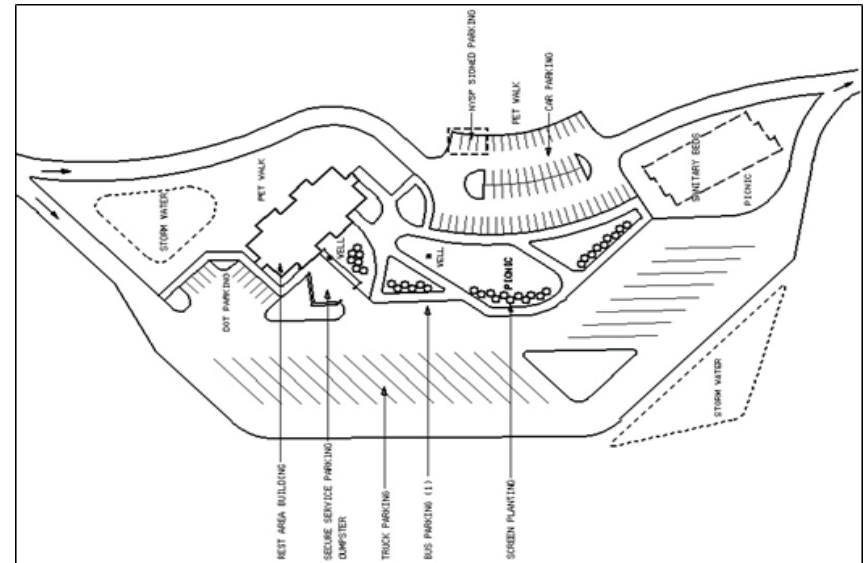 STORM WATER
DOT PARKING
PET WALK
REST AREA BUILDING
SECURE SERVICE PARKING
DUMPSTER
WELL
TRUCK PARKING
BUS PARKING (1)
WELL
NYSP SIGNED PARKING
PICNIC
SCREEN PLANTING
PET WALK
CAR PARKING
SANITARY BEDS
STORM WATER
PICNIC